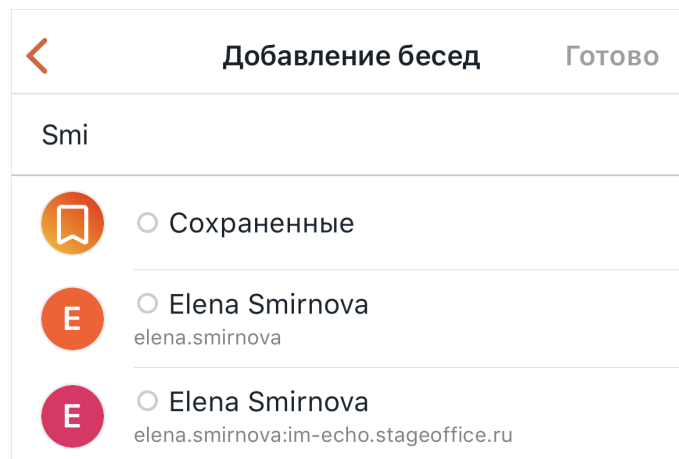 Добавление бесед Готово
Smi
Сохраненные
E
Elena Smirnova
elena.smirnova
E
Elena Smirnova
elena.smirnova:im-echo.stageoffice.ru